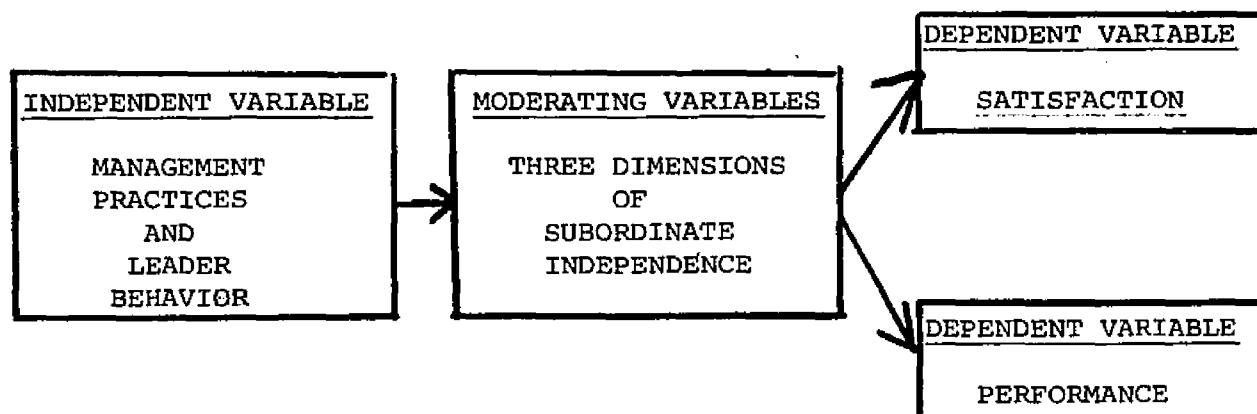 INDEPENDENT VARIABLE
MANAGEMENT
PRACTICES
AND
LEADER
BEHAVIOR
MODERATING VARIABLES
THREE DIMENSIONS
OF
SUBORDINATE
INDEPENDENCE
DEPENDENT VARIABLE
SATISFACTION
DEPENDENT VARIABLE
PERFORMANCE